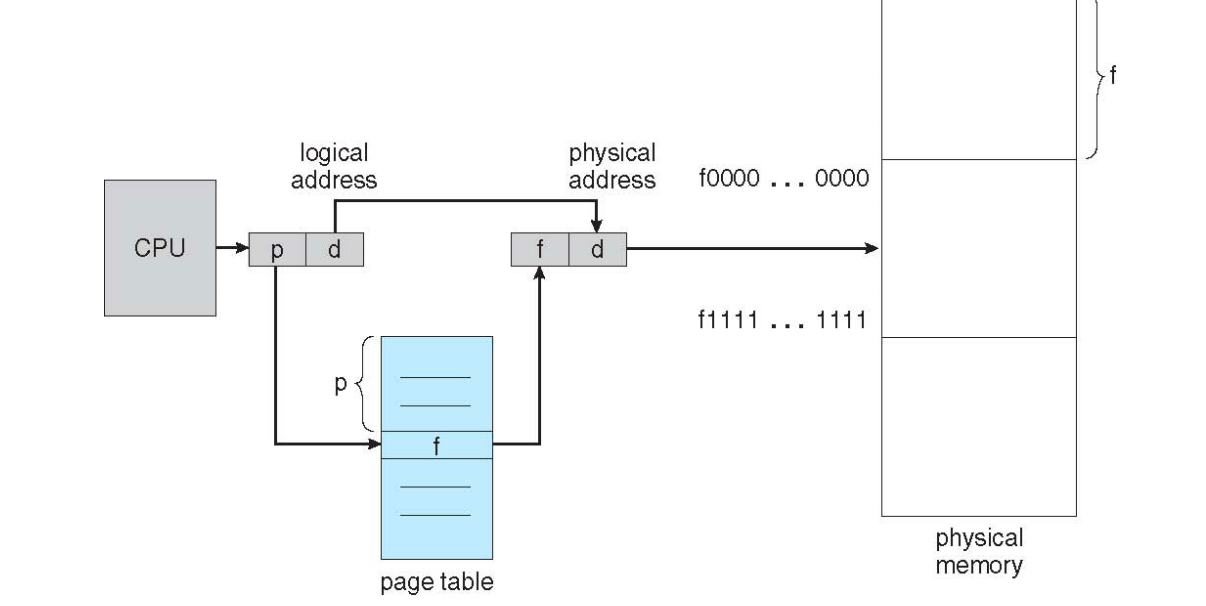 f
logical
address
physical
address
f0000 ... 0000
CPU
p
d
f
d
f1111 ... 1111
p
f
physical
memory
page table